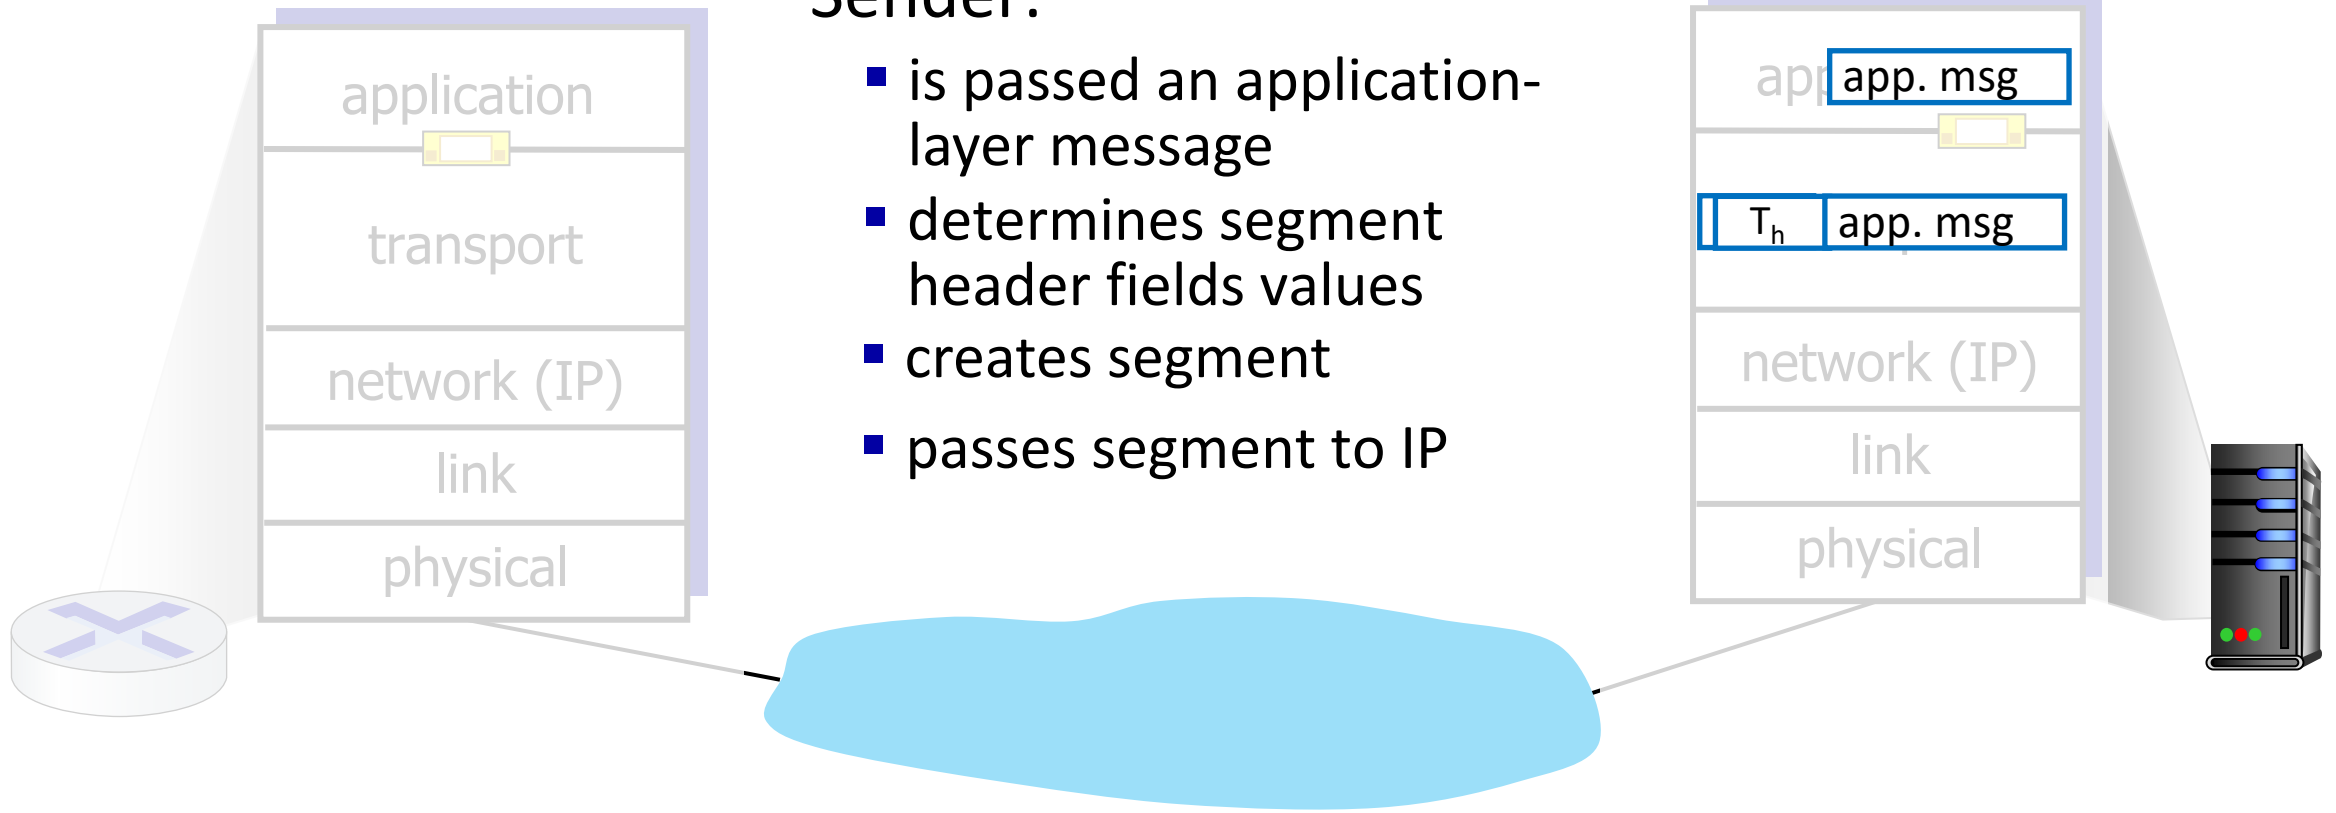 Sender:
application
transport
network (IP)
link
physical
is passed an application-
layer message
determines segment
header fields values
creates segment
passes segment to IP
app. msg
Th app. msg
network (IP)
link
physical